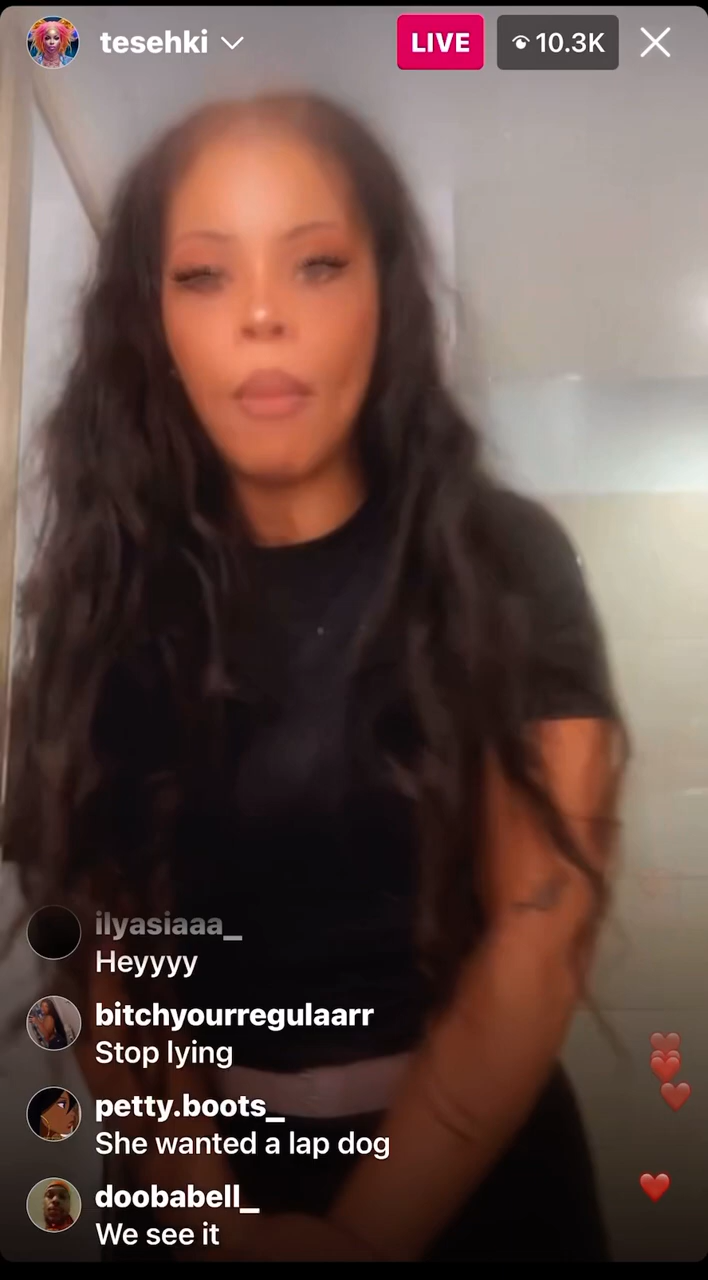 tesehki
LIVE
10.3K
ilyasiaaa_
Heyyyy
bitchyourregulaarr
Stop lying
petty.boots_
She wanted a lap dog
doobabell_
We see it